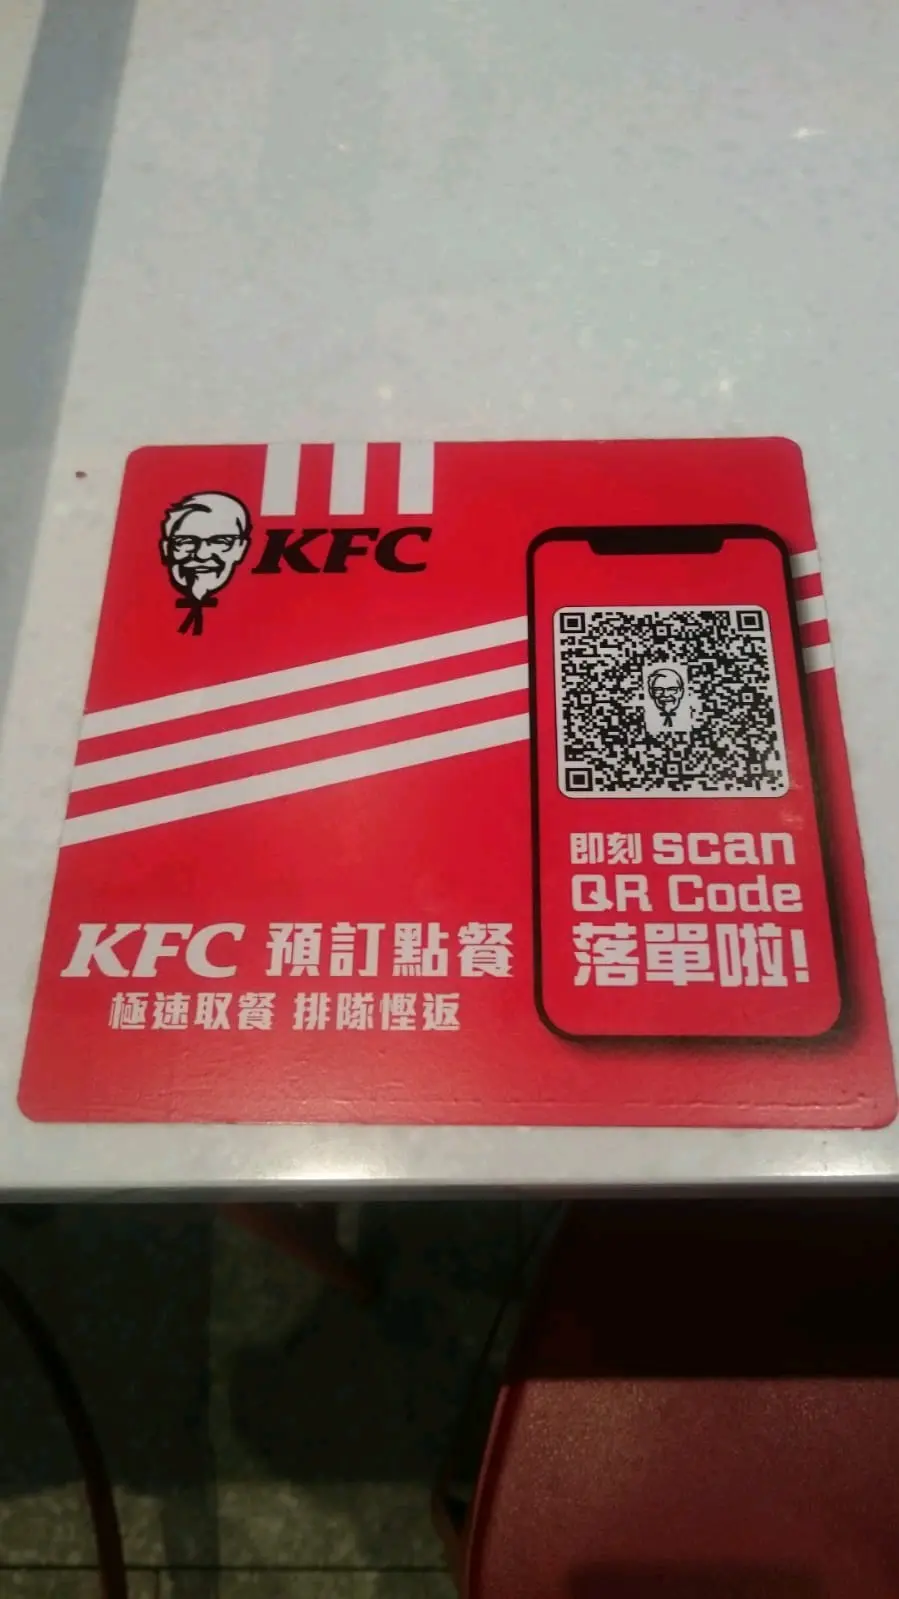 KFC
即刻 scan
QR Code
落單啦!
KFC 預訂點餐
極速取餐 排隊慳返